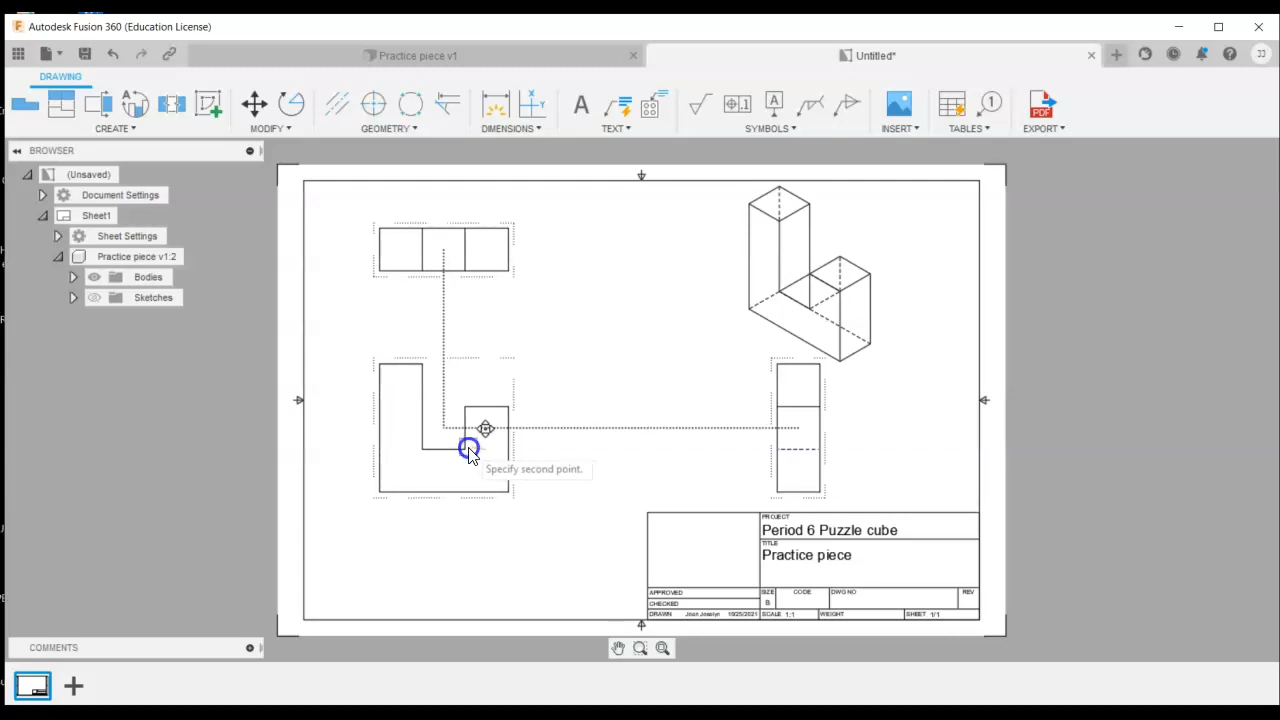 Autodesk Fusion 360 (Education License)
Practice piece v1
Untitled*
JJ
DRAWING
CREATE
MODIFY
GEOMETRY
DIMENSIONS
TEXT
SYMBOLS
INSERT
TABLES
EXPORT
BROWSER
(Unsaved)
Document Settings
Sheet1
Sheet Settings
Practice piece v1:2
Bodies
Sketches
Specify second point.
PROJECT
Period 6 Puzzle cube
TITLE
Practice piece
APPROVED
CHECKED
DRAWN Joan Joselyn 10/25/2021
SIZE CODE DWG NO REV
B
SCALE 1:1 WEIGHT SHEET 1/1
COMMENTS